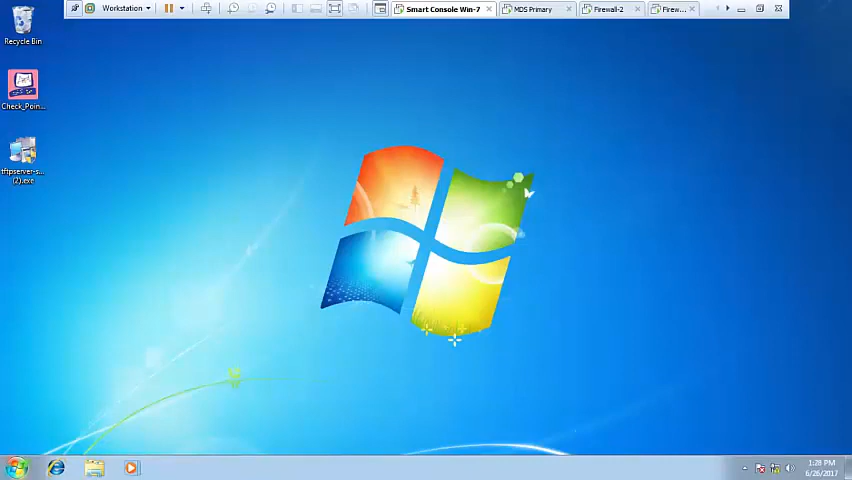 Workstation
Smart Console Win-7
MDS Primary
Firewall-2
Firew...
Recycle Bin
Check_Poin...
tftpserver-s...
(2).exe
1:28 PM
6/26/2017